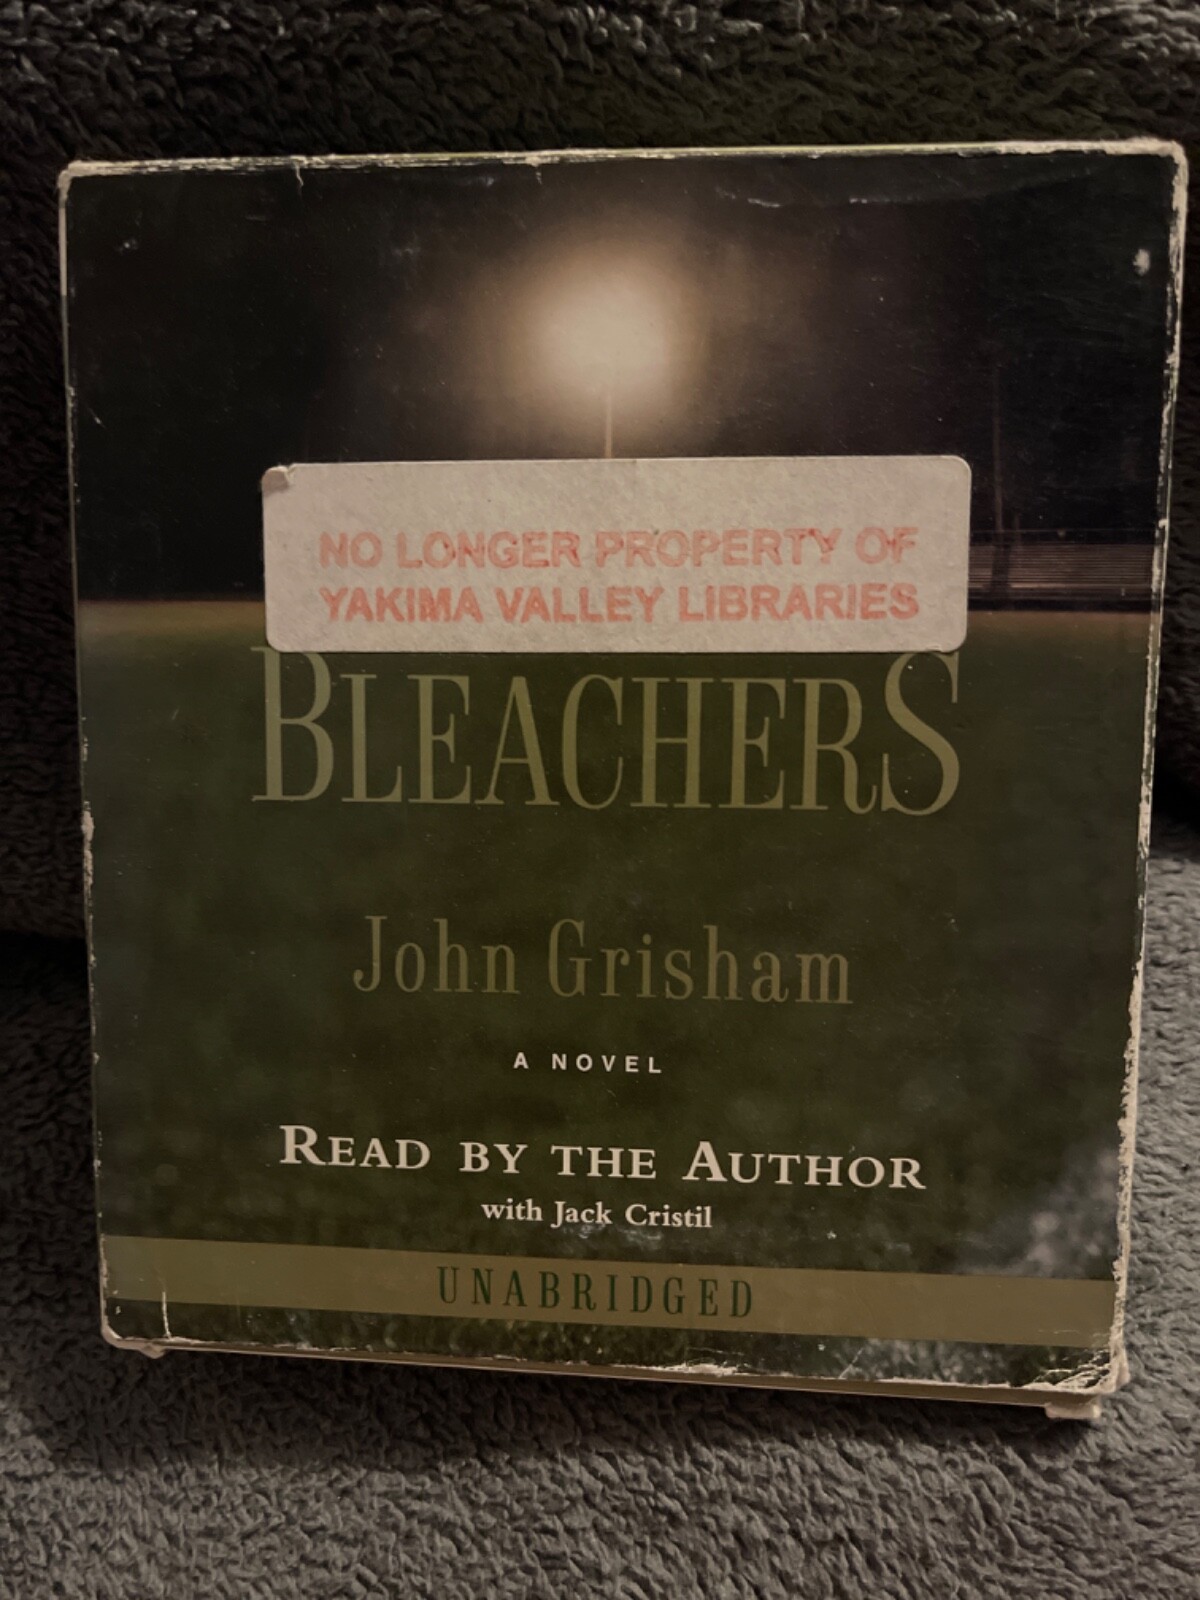 NO LONGER PROPERTY OF
YAKIMA VALLEY LIBRARIES
BLEACHERS
John Grisham
A NOVEL
READ BY THE AUTHOR
with Jack Cristil
UNABRIDGED